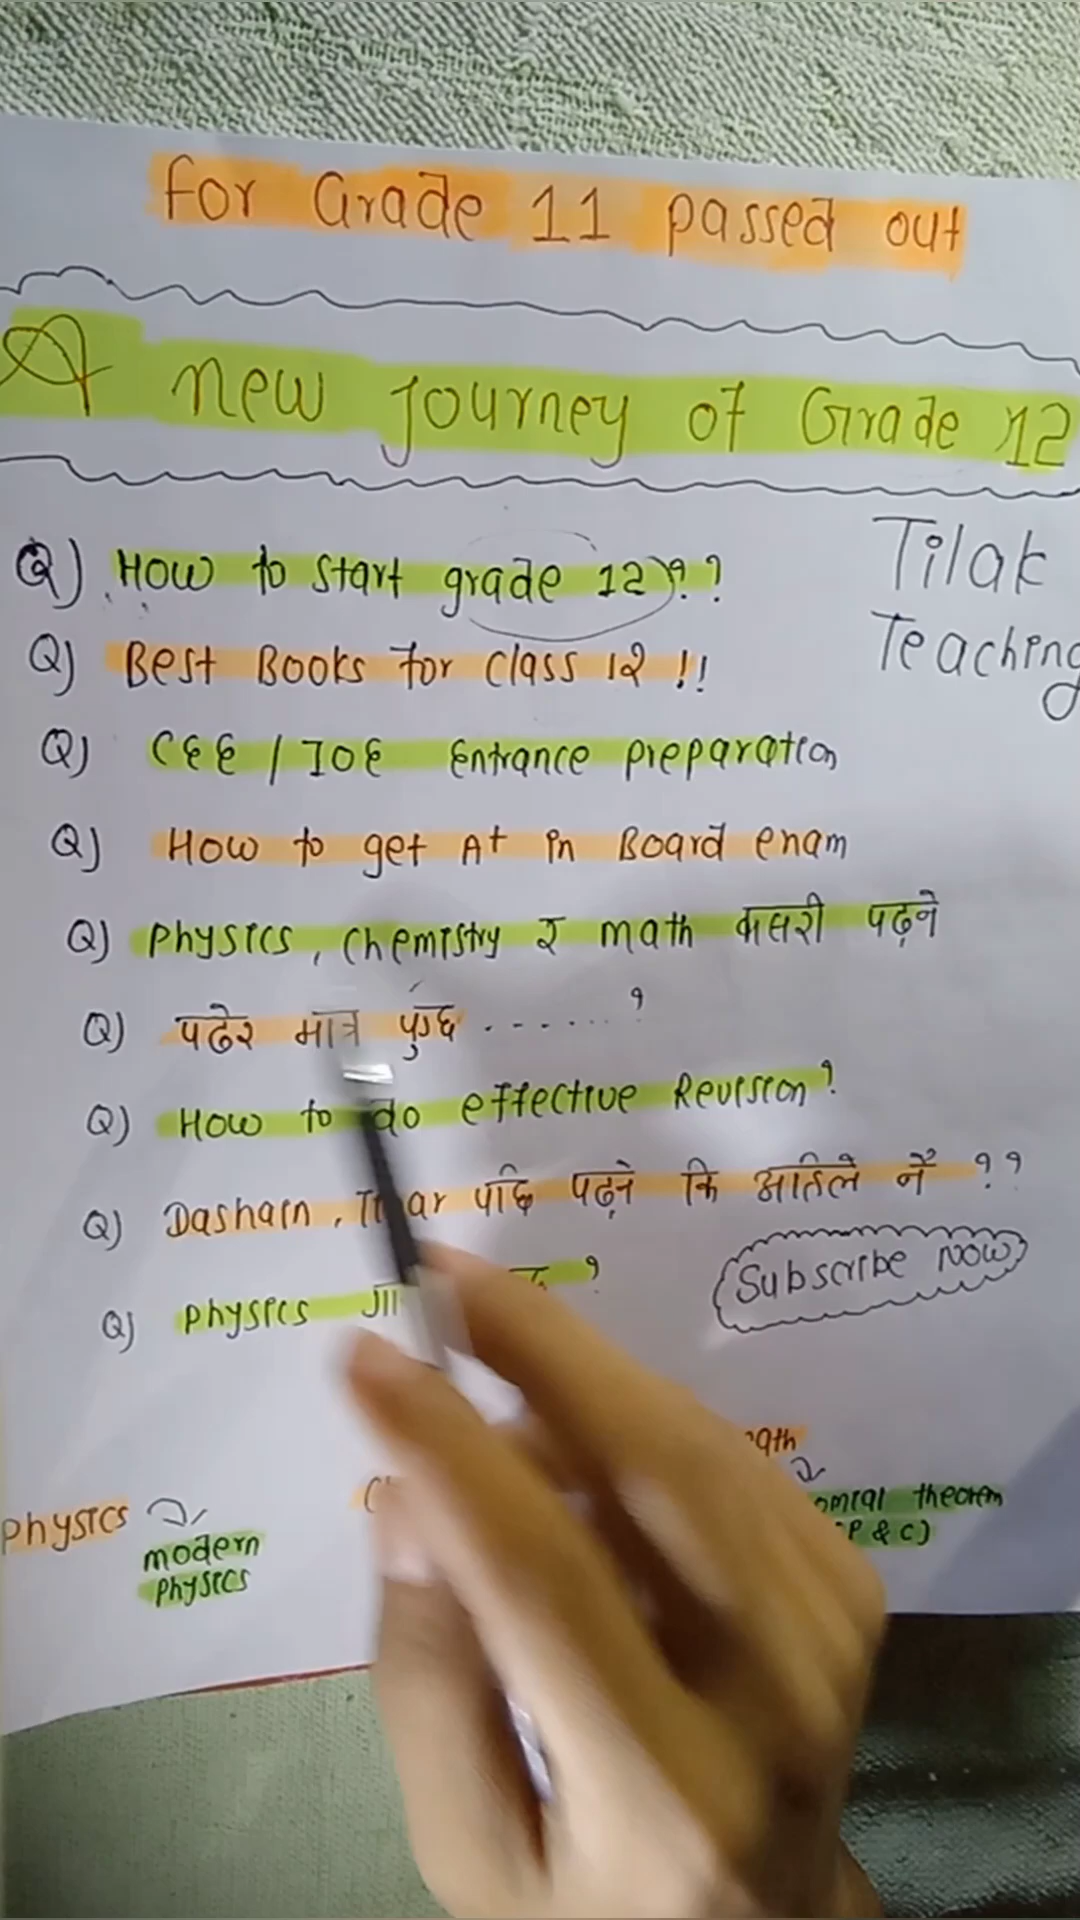 For Grade 11 passed out
A new journey of Grade 12
Q) How to start grade 12??
Tilak
Teaching
Q) Best Books for class 12 !!
Q) CEE / IOE Entrance preparation
Q) How to get A+ in Board enam
Q) Physics, chemistry र math कसरी पढ्ने
Q) पढेर मात्र पुग्छ .......?
Q) How to do effective Revision?
Q) Dashain, Tihar पछि पढ्ने कि अहिले नै ??
Subscribe Now
Q) Physics ?
Physics
modern
physics
theorem
P & C)